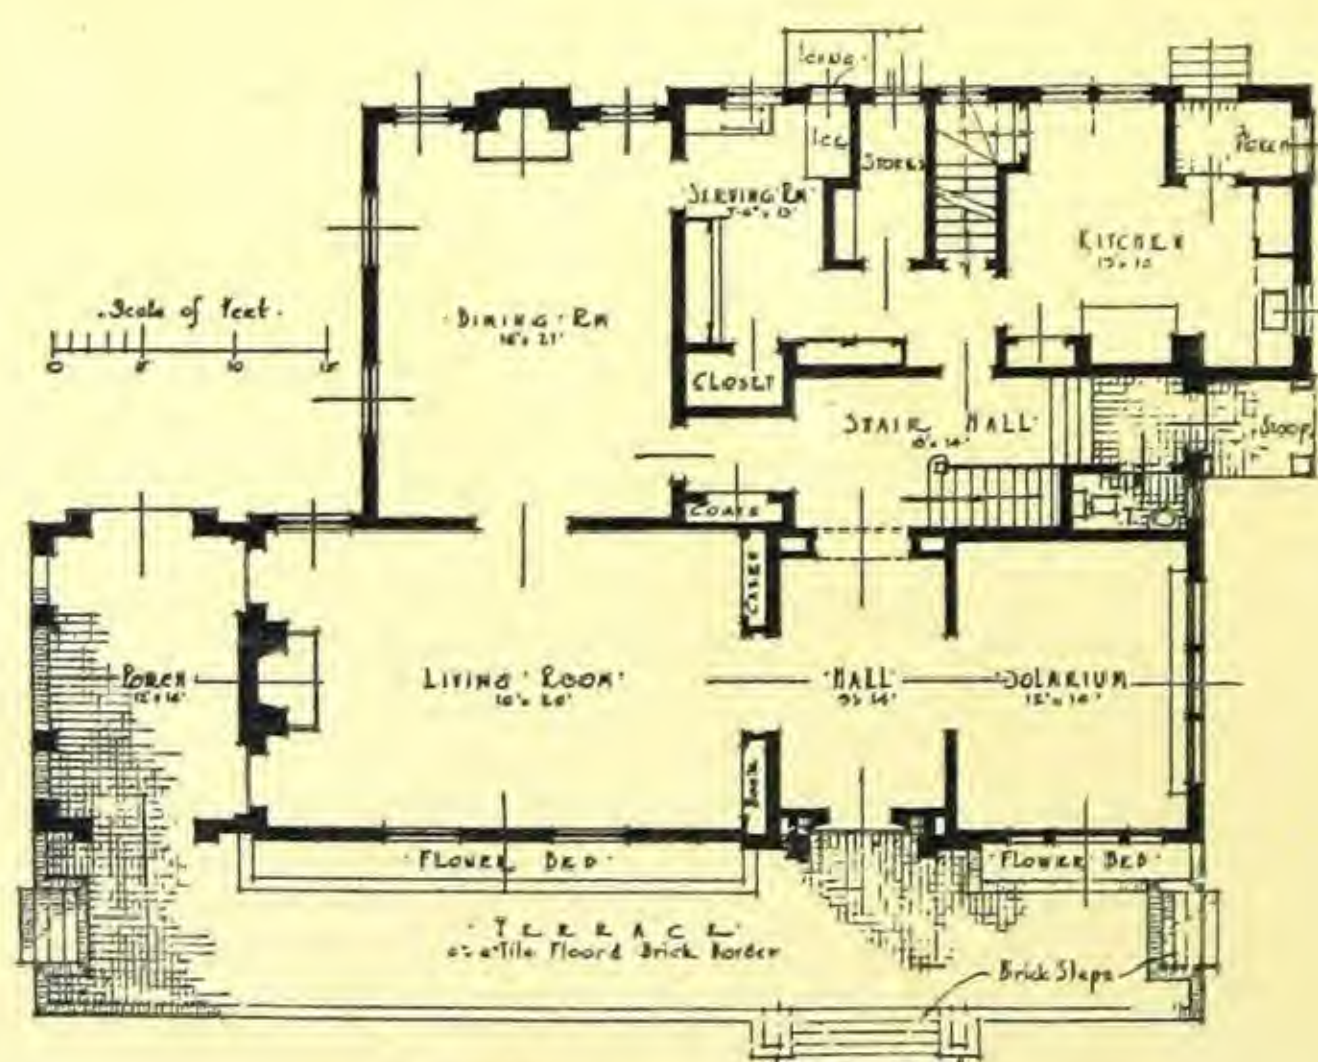 Icing
Ice
Stores
Porch
Serving Rm
Kitchen
Scale of Feet
0 5 10 15
Dining Rm
16' x 21'
Closet
Stair Hall
Stoop
Coats
Cases
Porch
Living Room
Hall
Solarium
Book
Flower Bed
Flower Bed
Terrace
Tile Floor & Brick Border
Brick Steps